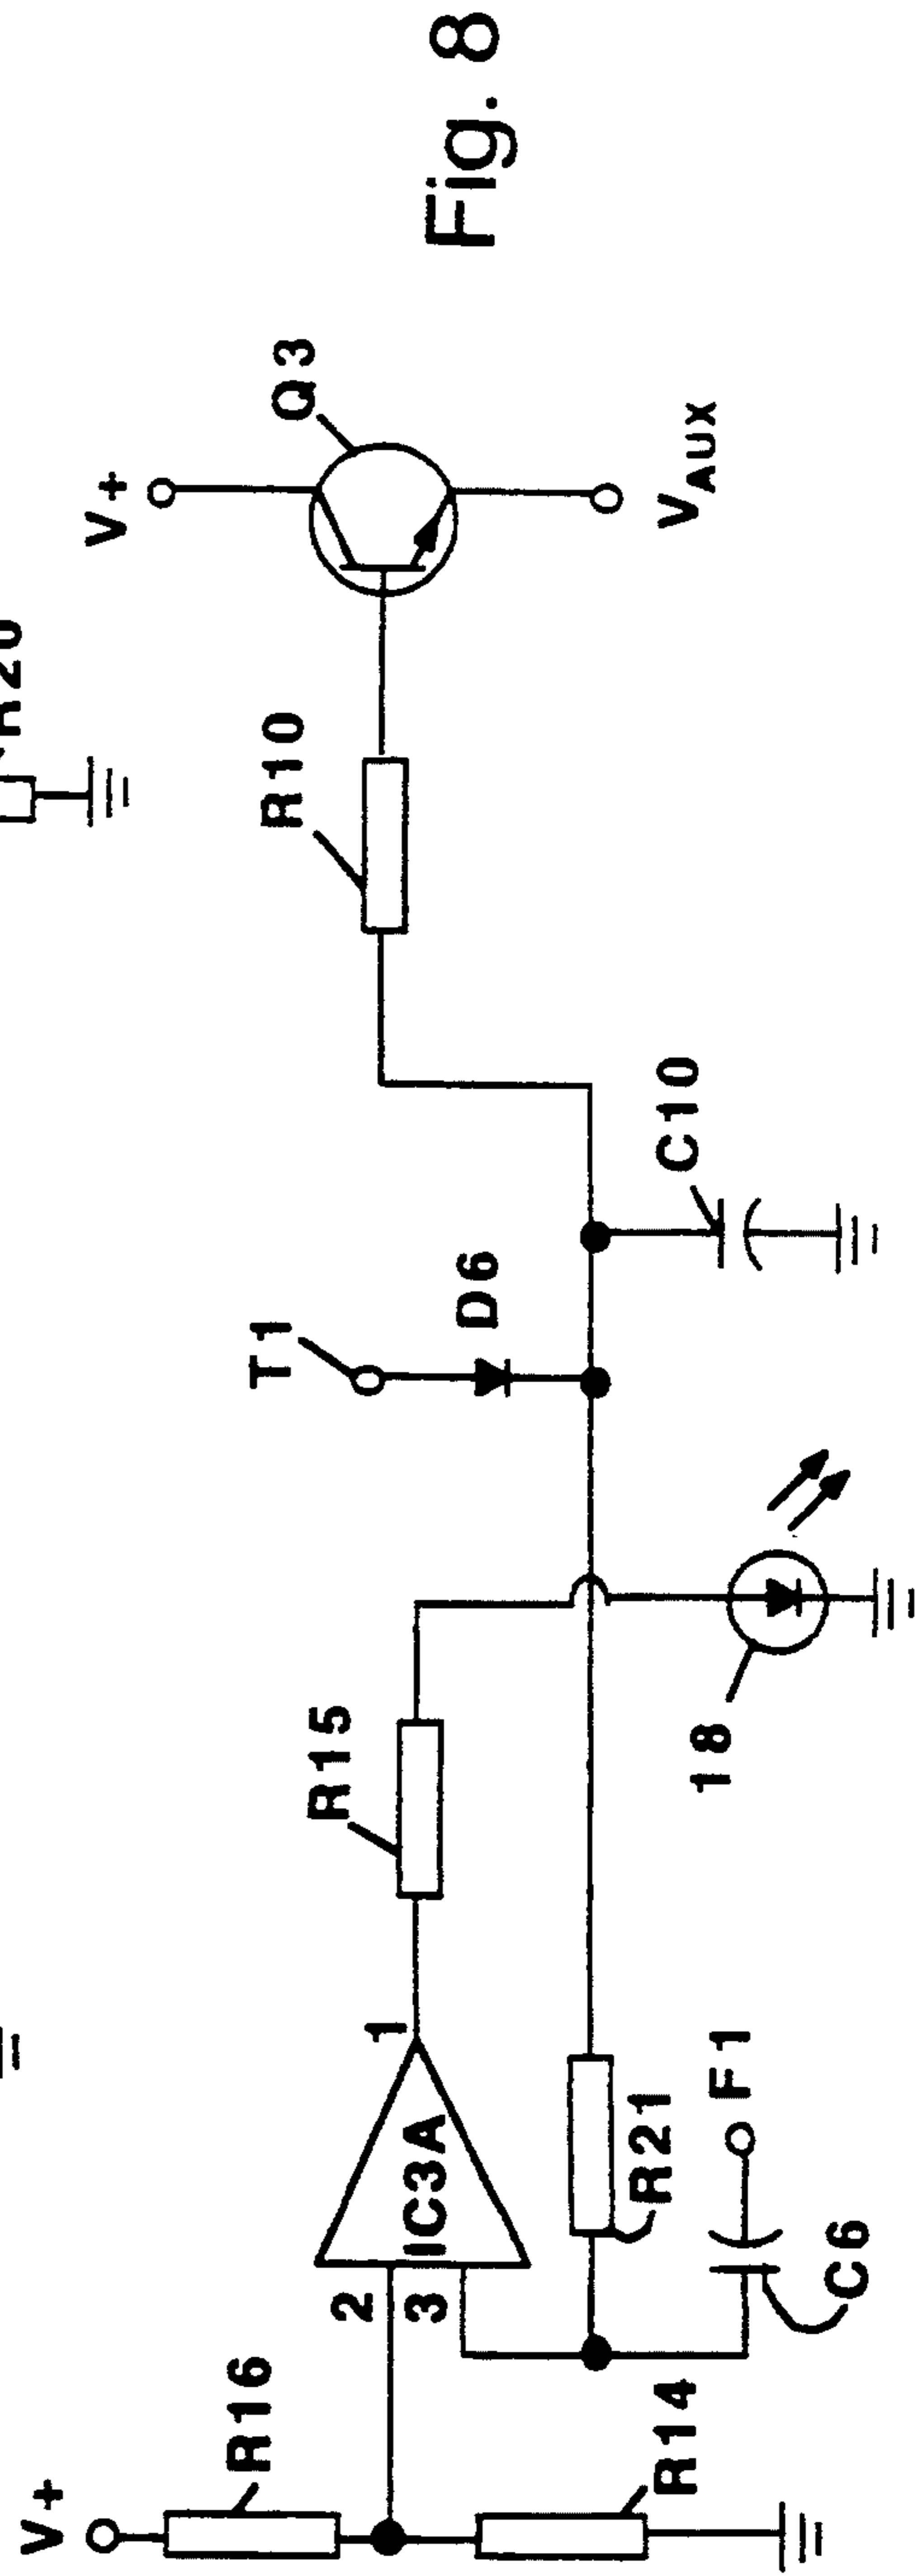 R20
V+
Q3
Fig. 8
R10
VAUX
T1
D6
C10
R15
18
1
IC3A
2
3
R21
F1
C6
V+
R16
R14